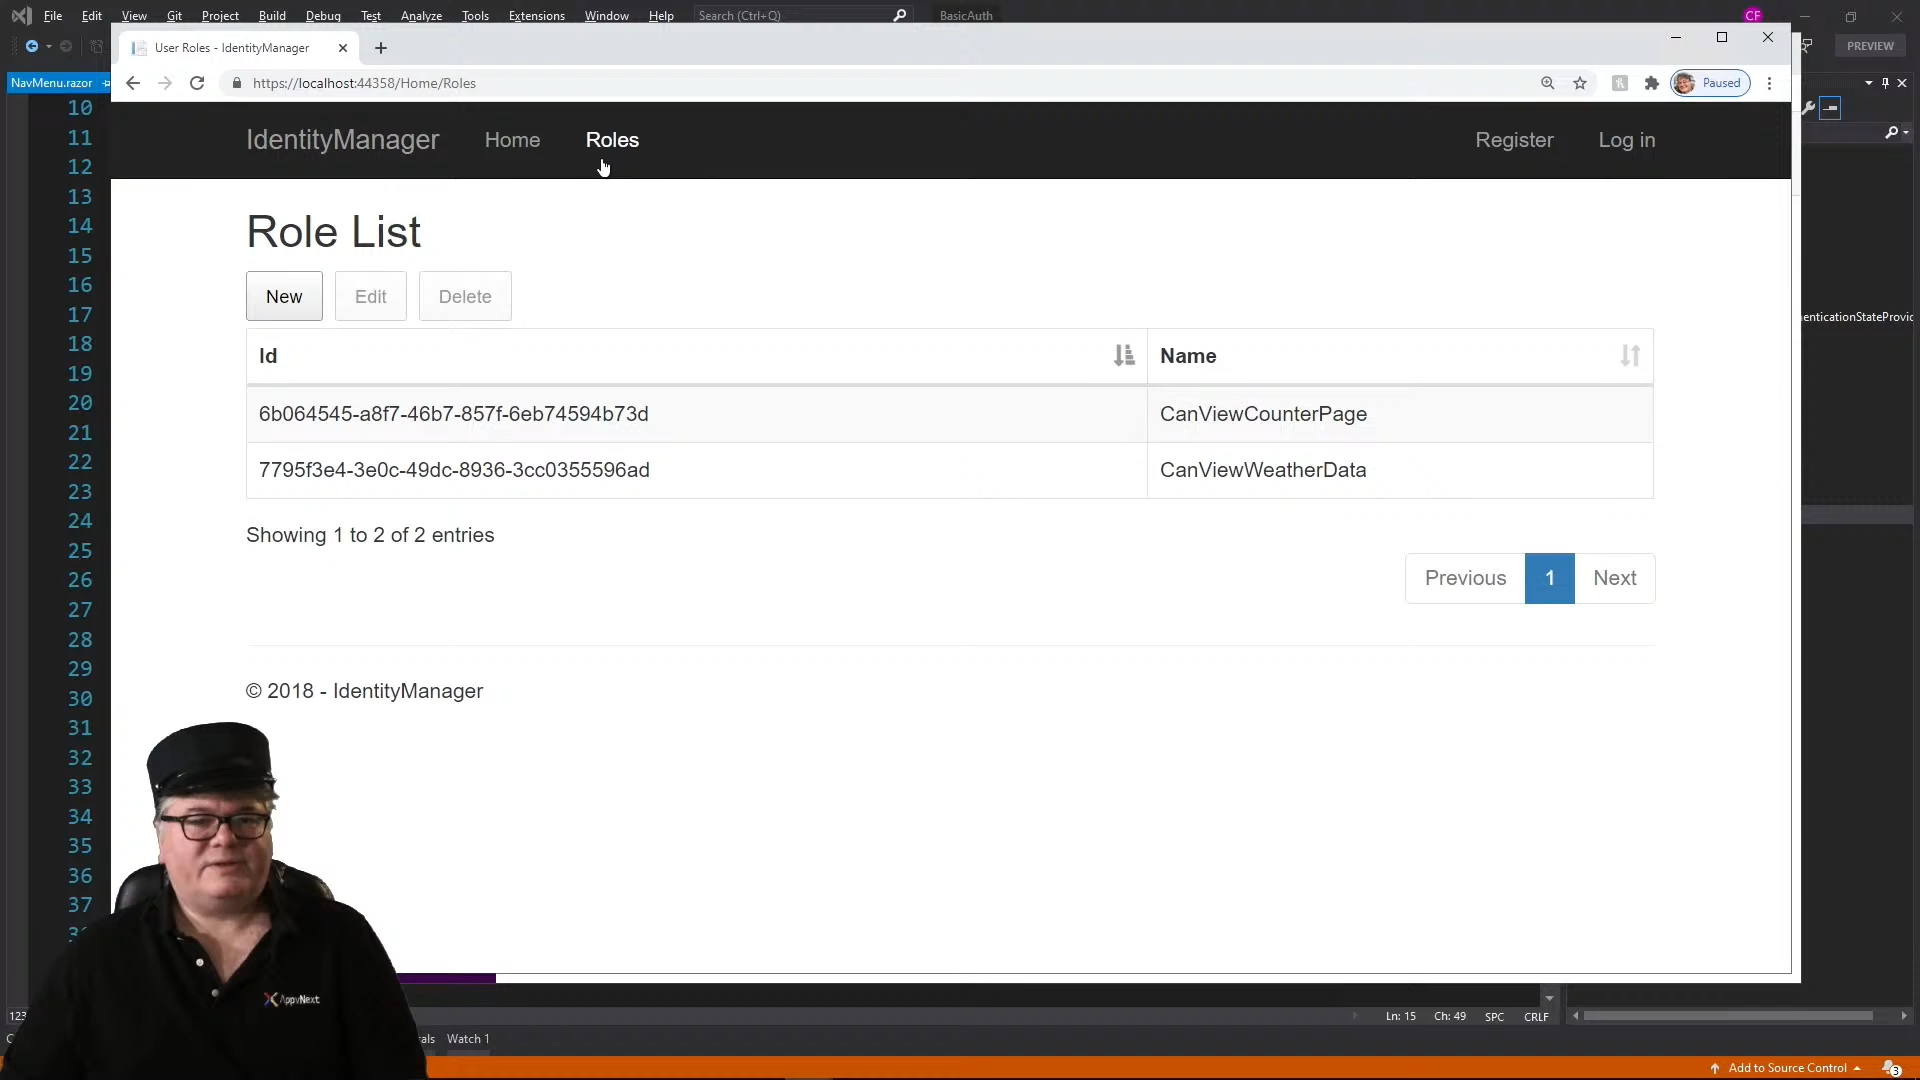 File Edit View Git Project Build Debug Test Analyze Tools Extensions Window Help Search (Ctrl+Q) BasicAuth CF
User Roles - IdentityManager
PREVIEW
NavMenu.razor
https://localhost:44358/Home/Roles
Paused
IdentityManager Home Roles Register Log in
Role List
New Edit Delete
Id Name
6b064545-a8f7-46b7-857f-6eb74594b73d CanViewCounterPage
7795f3e4-3e0c-49dc-8936-3cc0355596ad CanViewWeatherData
Showing 1 to 2 of 2 entries
Previous 1 Next
© 2018 - IdentityManager
10
11
12
13
14
15
16
17
18
19
20
21
22
23
24
25
26
27
28
29
30
31
32
33
34
35
36
37
AppvNext
Ln: 15 Ch: 49 SPC CRLF
Watch 1
Add to Source Control 3